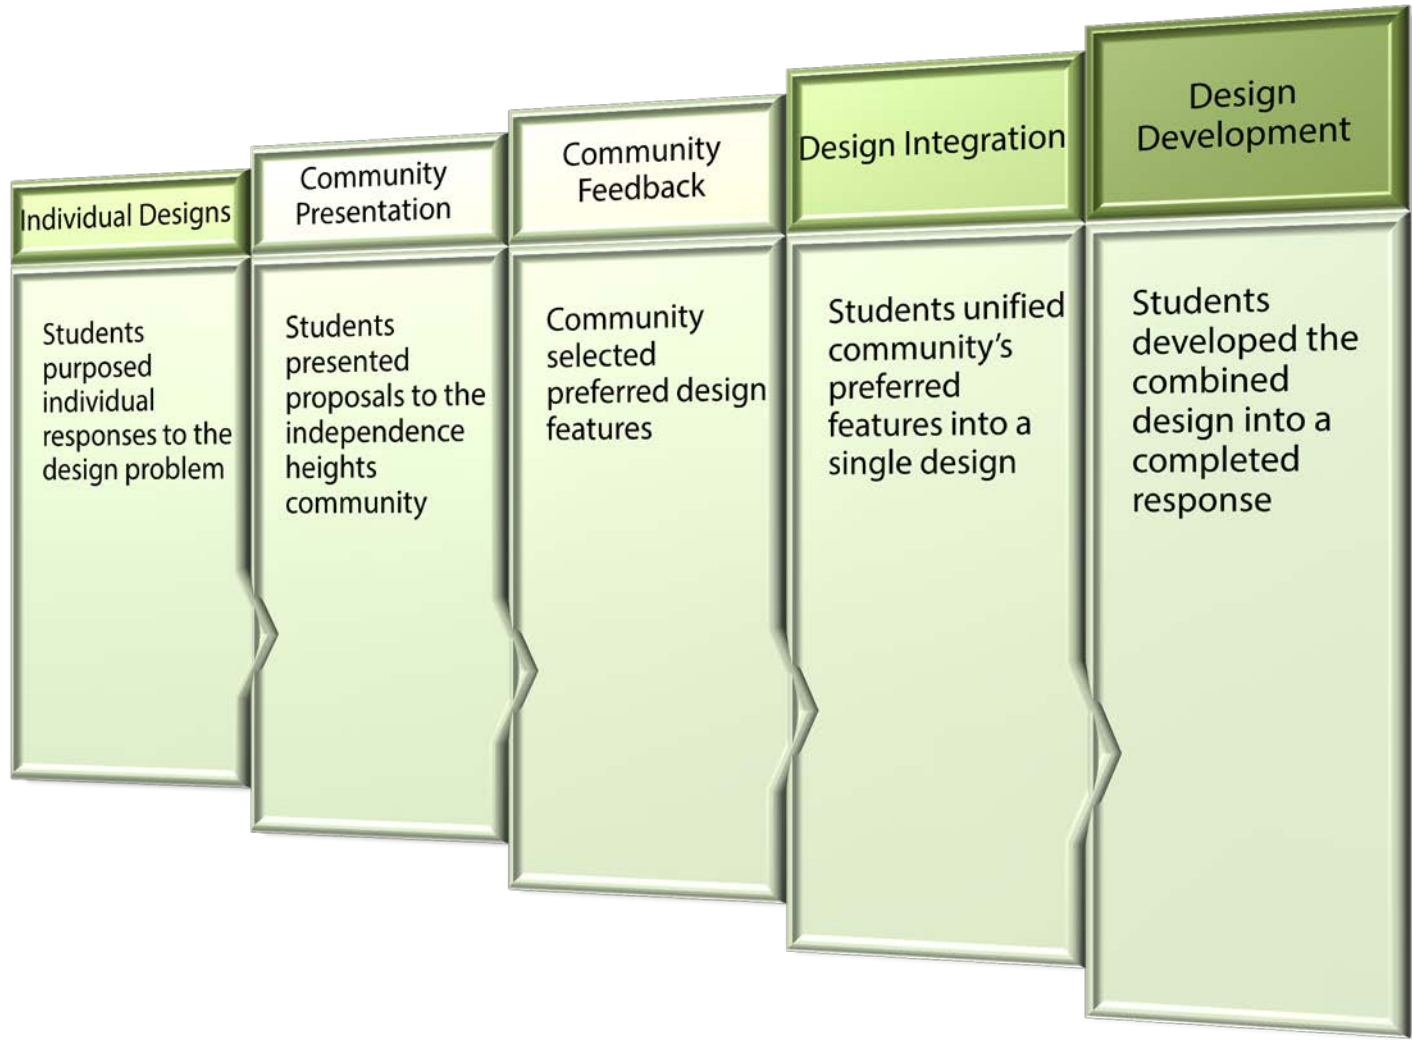 Individual Designs
Students
purposed
individual
responses to the
design problem
Community
Presentation
Students
presented
proposals to the
independence
heights
community
Community
Feedback
Community
selected
preferred design
features
Design Integration
Students unified
community's
preferred
features into a
single design
Design
Development
Students
developed the
combined
design into a
completed
response